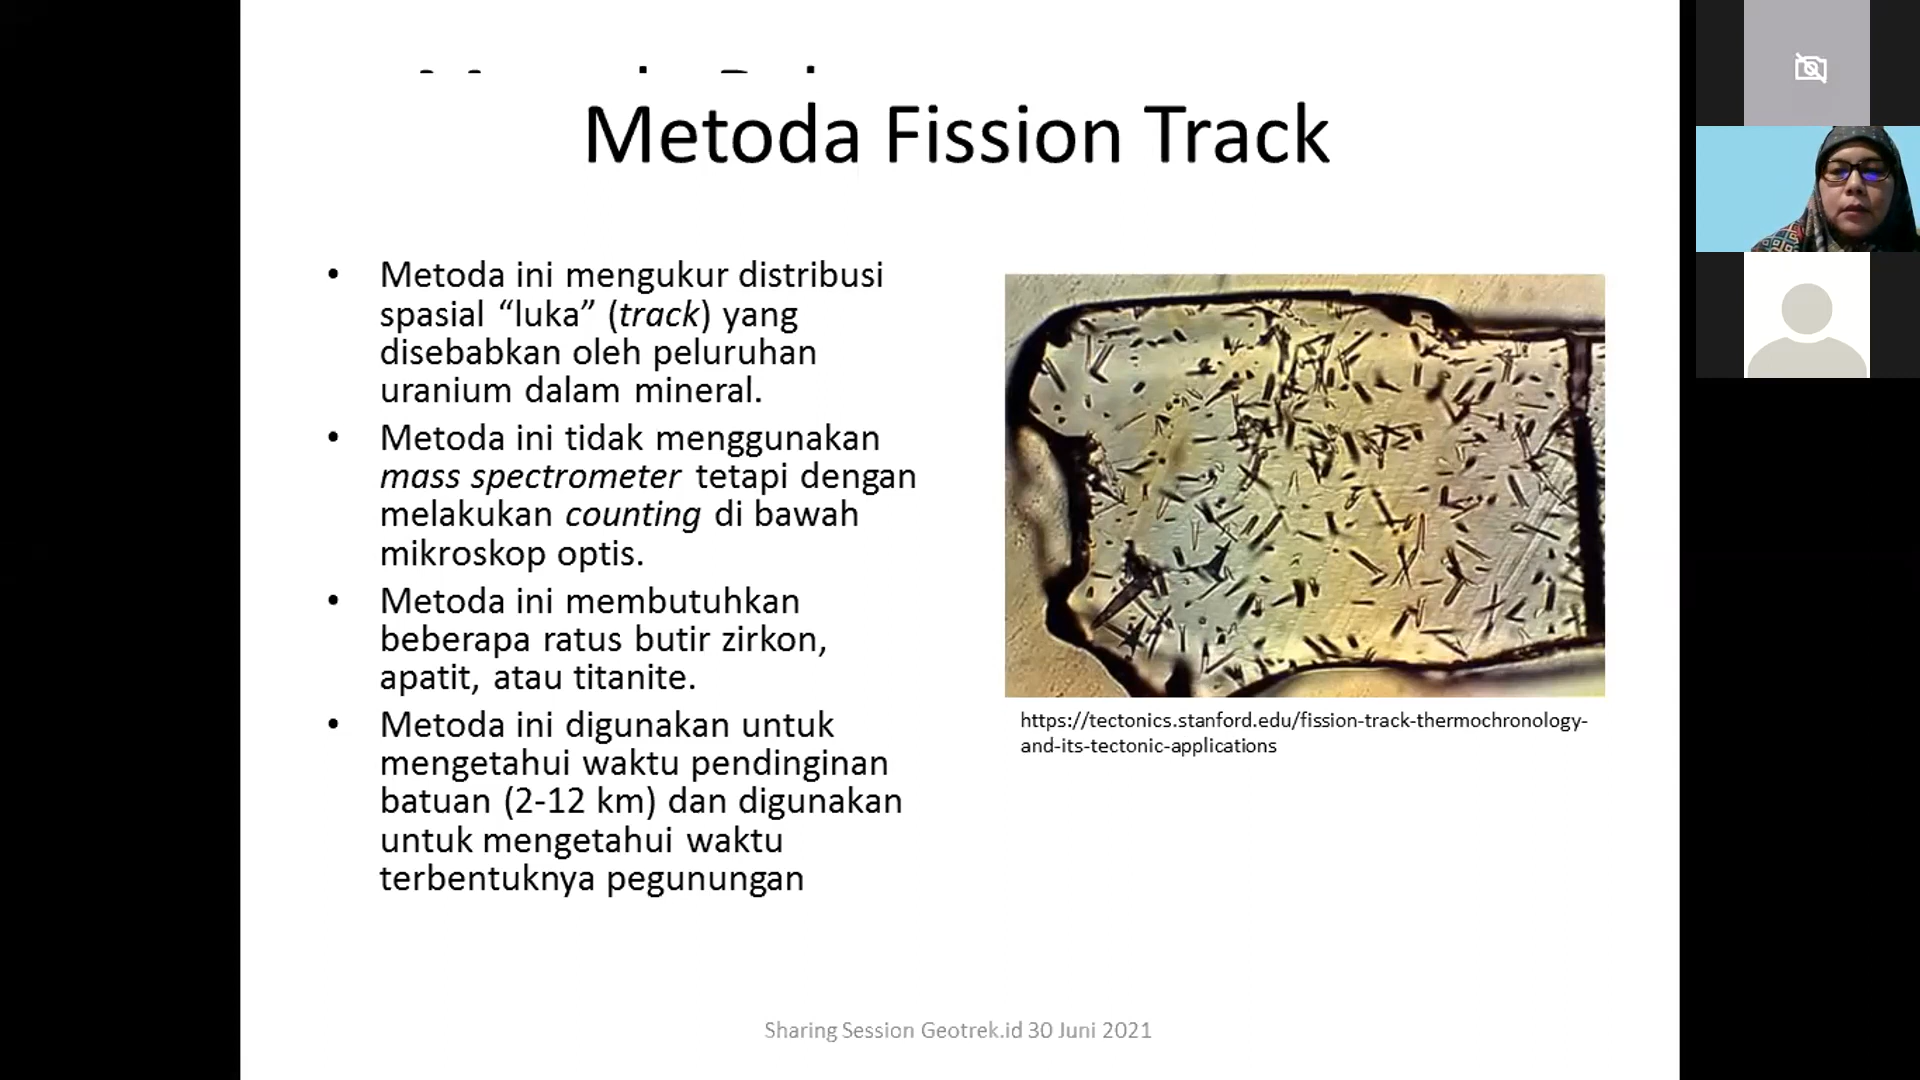 Metoda Fission Track
• Metoda ini mengukur distribusi
spasial “luka” (track) yang
disebabkan oleh peluruhan
uranium dalam mineral.
• Metoda ini tidak menggunakan
mass spectrometer tetapi dengan
melakukan counting di bawah
mikroskop optis.
• Metoda ini membutuhkan
beberapa ratus butir zirkon,
apatit, atau titanite.
• Metoda ini digunakan untuk
mengetahui waktu pendinginan
batuan (2-12 km) dan digunakan
untuk mengetahui waktu
terbentuknya pegunungan
https://tectonics.stanford.edu/fission-track-thermochronology-
and-its-tectonic-applications
Sharing Session Geotrek.id 30 Juni 2021